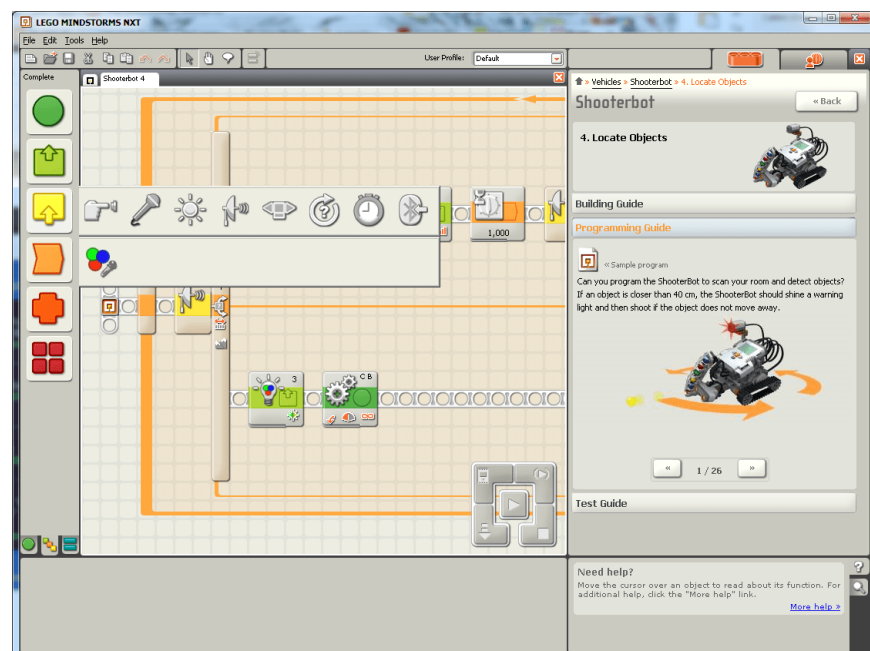 LEGO MINDSTORMS NXT
File Edit Tools Help
User Profile: Default
Complete
Shooterbot 4
1,000
3
C B
» Vehicles » Shooterbot » 4. Locate Objects
Shooterbot
« Back
4. Locate Objects
Building Guide
Programming Guide
« Sample program
Can you program the ShooterBot to scan your room and detect objects?
If an object is closer than 40 cm, the ShooterBot should shine a warning
light and then shoot if the object does not move away.
« 1 / 26 »
Test Guide
Need help?
Move the cursor over an object to read about its function. For
additional help, click the "More help" link.
More help »